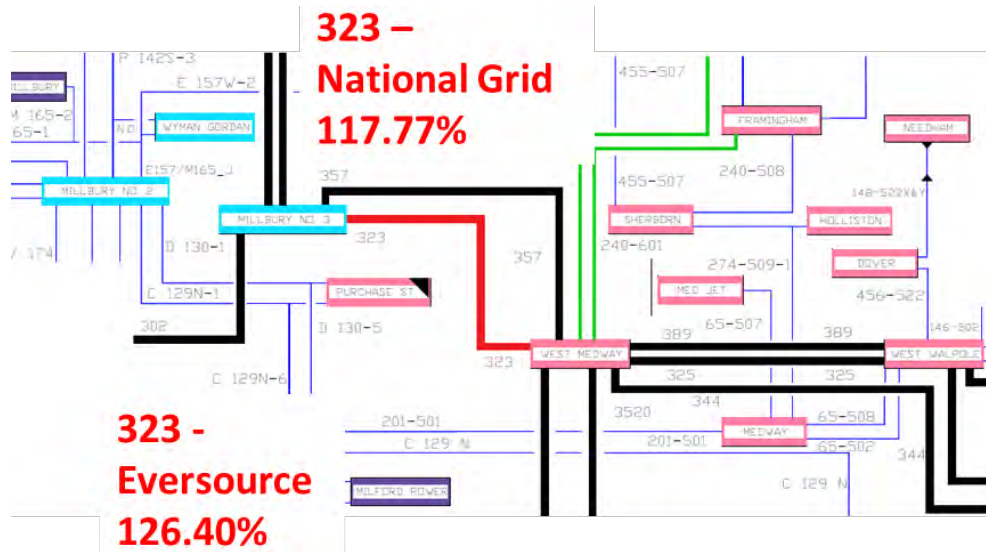 323 –
National Grid
117.77%
P 142S-3
E 157W-2
455-507
MILLBURY
M 165-2
65-1
N.O.
WYMAN GORDAN
FRAMINGHAM
NEEDHAM
E157/M165_J
MILLBURY NO. 2
357
455-507
240-508
148-522X&Y
MILLBURY NO. 3
SHERBORN
HOLLISTON
323
D 130-1
174
240-601
357
274-509-1
DOVER
C 129N-1
PURCHASE ST.
MED JET
456-522
302
D 130-5
65-507
389
389
146-502
323
WEST MEDWAY
WEST WALPOLE
C 129N-6
325
325
344
201-501
3520
65-508
C 129 N
201-501
MEDWAY
65-502
344
323 -
Eversource
126.40%
MILFORD POWER
C 129 N